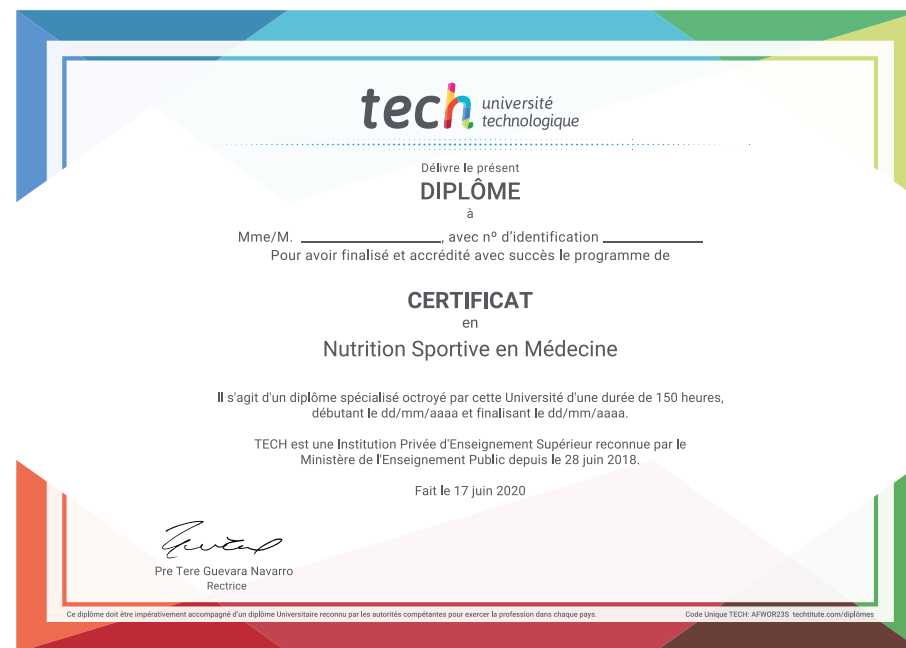 tech université
technologique
Délivre le présent
DIPLÔME
à
Mme/M. ____________________, avec nº d'identification ______________
Pour avoir finalisé et accrédité avec succès le programme de
CERTIFICAT
en
Nutrition Sportive en Médecine
Il s'agit d'un diplôme spécialisé octroyé par cette Université d'une durée de 150 heures,
débutant le dd/mm/aaaa et finalisant le dd/mm/aaaa.
TECH est une Institution Privée d'Enseignement Supérieur reconnue par le
Ministère de l'Enseignement Public depuis le 28 juin 2018.
Fait le 17 juin 2020
Pre Tere Guevara Navarro
Rectrice
Ce diplôme doit être impérativement accompagné d'un diplôme Universitaire reconnu par les autorités compétantes pour exercer la profession dans chaque pays.
Code Unique TECH: AFWOR23S techtitute.com/diplômes